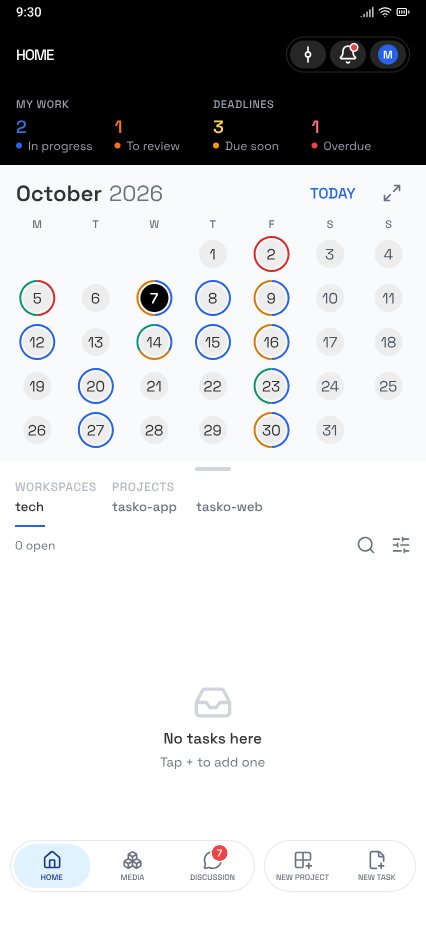 9:30
HOME
M
MY WORK
DEADLINES
2
1
3
1
In progress
To review
Due soon
Overdue
October 2026
TODAY
M T W T F S S
1 2 3 4
5 6 7 8 9 10 11
12 13 14 15 16 17 18
19 20 21 22 23 24 25
26 27 28 29 30 31
WORKSPACES PROJECTS
tech tasko-app tasko-web
0 open
No tasks here
Tap + to add one
7
HOME MEDIA DISCUSSION NEW PROJECT NEW TASK